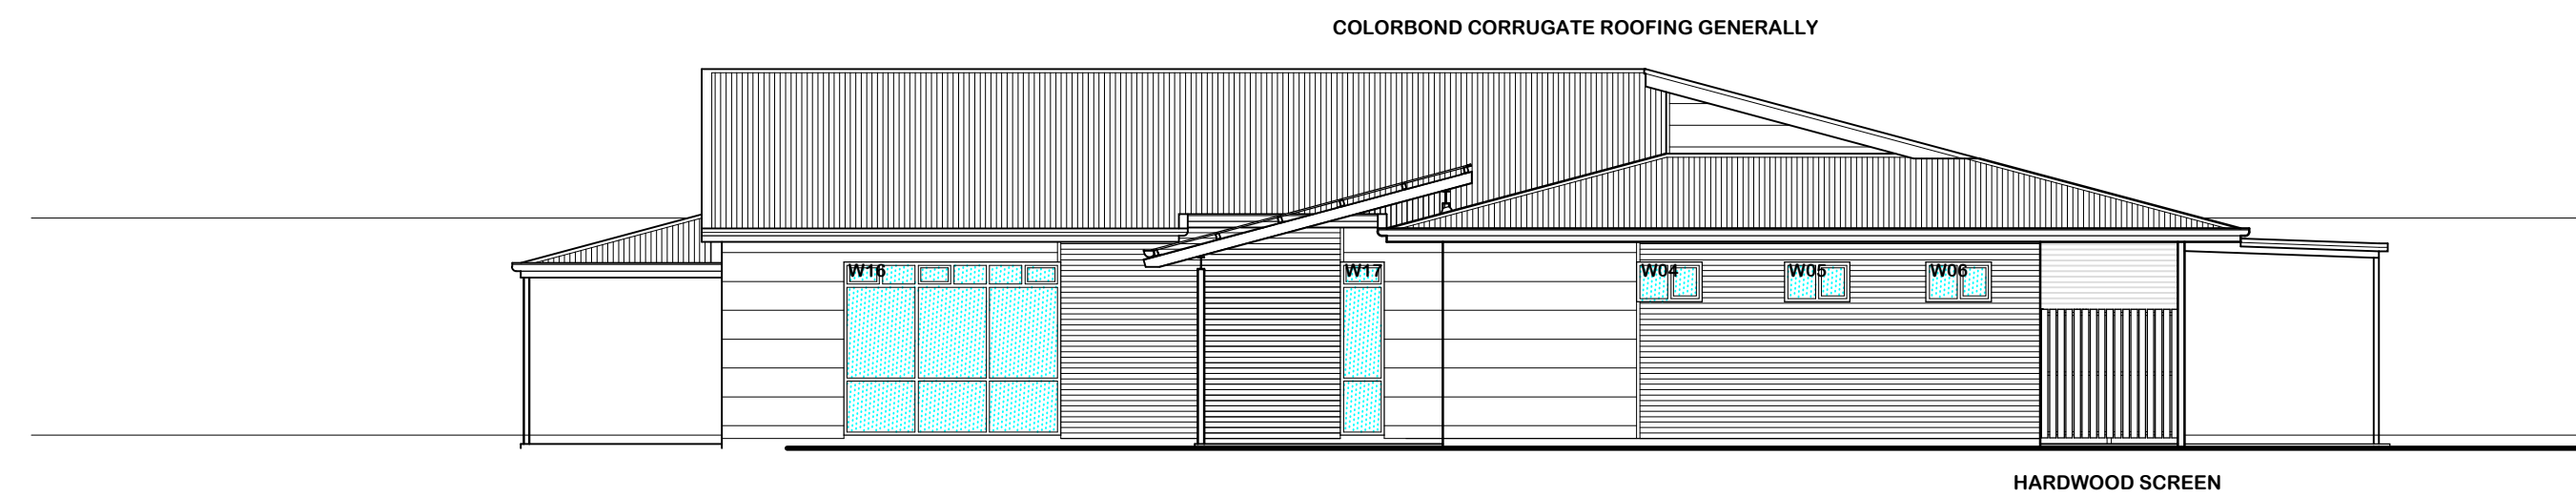 COLORBOND CORRUGATE ROOFING GENERALLY
W16
W17
W04
W05
W06
HARDWOOD SCREEN